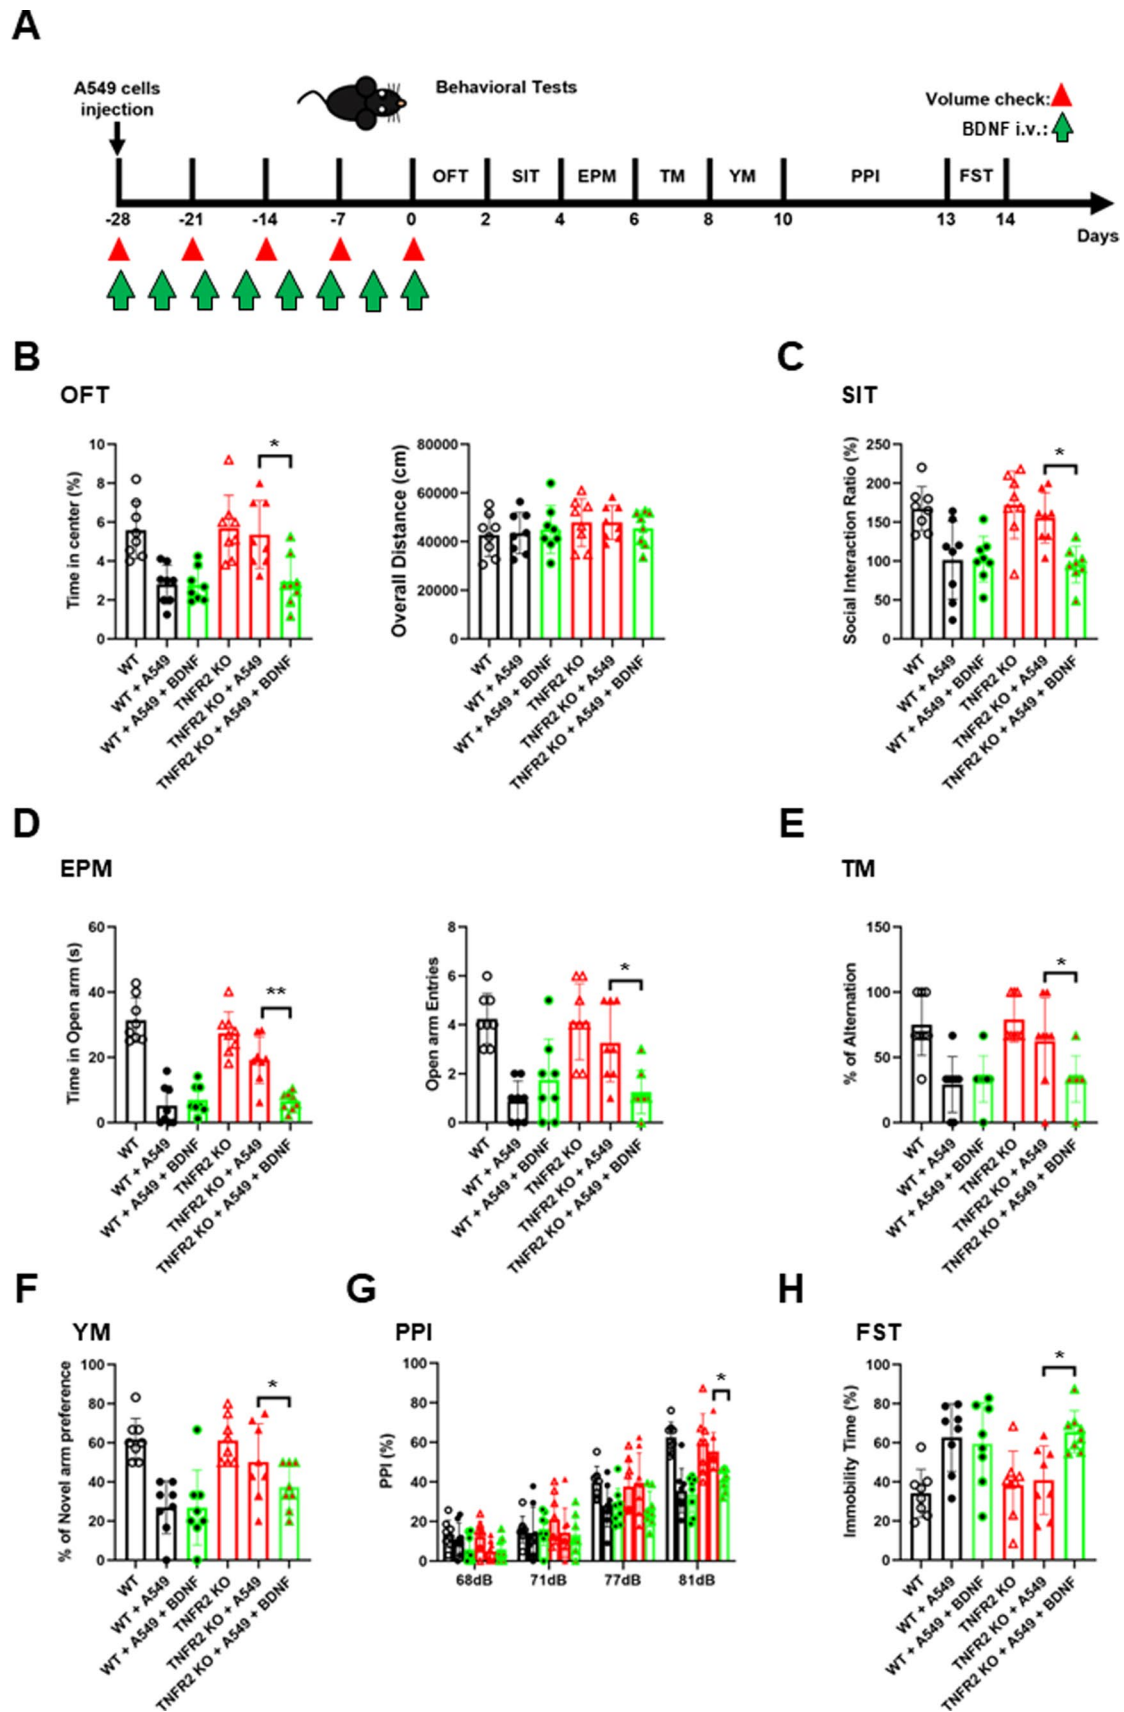 A
A549 cells
injection
Behavioral Tests
Volume check:
BDNF i.v.:
OFT
SIT
EPM
TM
YM
PPI
FST
-28
-21
-14
-7
0
2
4
6
8
10
13
14
Days
B
OFT
Time in center (%)
10
8
6
4
2
0
*
WT
WT + A549
WT + A549 + BDNF
TNFR2 KO
TNFR2 KO + A549
TNFR2 KO + A549 + BDNF
Overall Distance (cm)
80000
60000
40000
20000
0
WT
WT + A549
WT + A549 + BDNF
TNFR2 KO
TNFR2 KO + A549
TNFR2 KO + A549 + BDNF
C
SIT
Social Interaction Ratio (%)
250
200
150
100
50
0
*
WT
WT + A549
WT + A549 + BDNF
TNFR2 KO
TNFR2 KO + A549
TNFR2 KO + A549 + BDNF
D
EPM
Time in Open arm (s)
60
40
20
0
**
WT
WT + A549
WT + A549 + BDNF
TNFR2 KO
TNFR2 KO + A549
TNFR2 KO + A549 + BDNF
Open arm Entries
8
6
4
2
0
*
WT
WT + A549
WT + A549 + BDNF
TNFR2 KO
TNFR2 KO + A549
TNFR2 KO + A549 + BDNF
E
TM
% of Alternation
150
100
50
0
*
WT
WT + A549
WT + A549 + BDNF
TNFR2 KO
TNFR2 KO + A549
TNFR2 KO + A549 + BDNF
F
YM
% of Novel arm preference
100
80
60
40
20
0
*
WT
WT + A549
WT + A549 + BDNF
TNFR2 KO
TNFR2 KO + A549
TNFR2 KO + A549 + BDNF
G
PPI
PPI (%)
100
80
60
40
20
0
*
68dB
71dB
77dB
81dB
H
FST
Immobility Time (%)
100
80
60
40
20
0
*
WT
WT + A549
WT + A549 + BDNF
TNFR2 KO
TNFR2 KO + A549
TNFR2 KO + A549 + BDNF